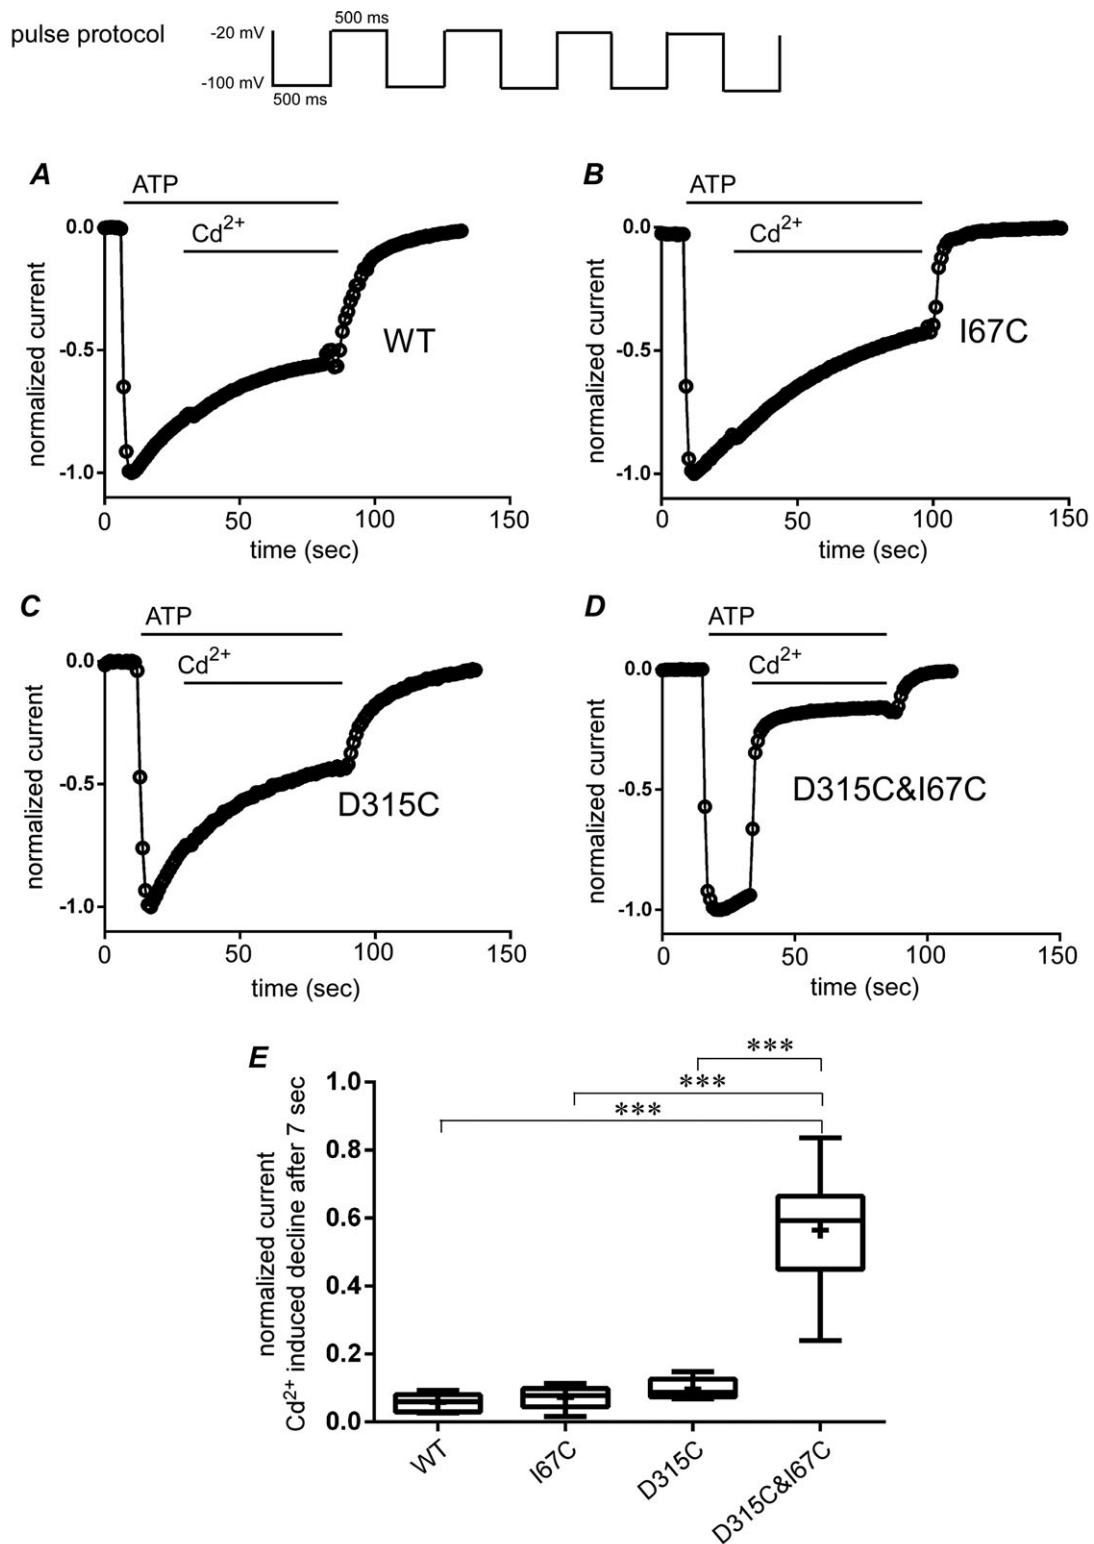 pulse protocol
500 ms
-20 mV
-100 mV
500 ms
A
ATP
Cd2+
0.0
-0.5
-1.0
normalized current
WT
0 50 100 150
time (sec)
B
ATP
Cd2+
0.0
-0.5
-1.0
normalized current
I67C
0 50 100 150
time (sec)
C
ATP
Cd2+
0.0
-0.5
-1.0
normalized current
D315C
0 50 100 150
time (sec)
D
ATP
Cd2+
0.0
-0.5
-1.0
normalized current
D315C&I67C
0 50 100 150
time (sec)
E
***
***
***
normalized current
Cd2+ induced decline after 7 sec
1.0
0.8
0.6
0.4
0.2
0.0
WT
I67C
D315C
D315C&I67C